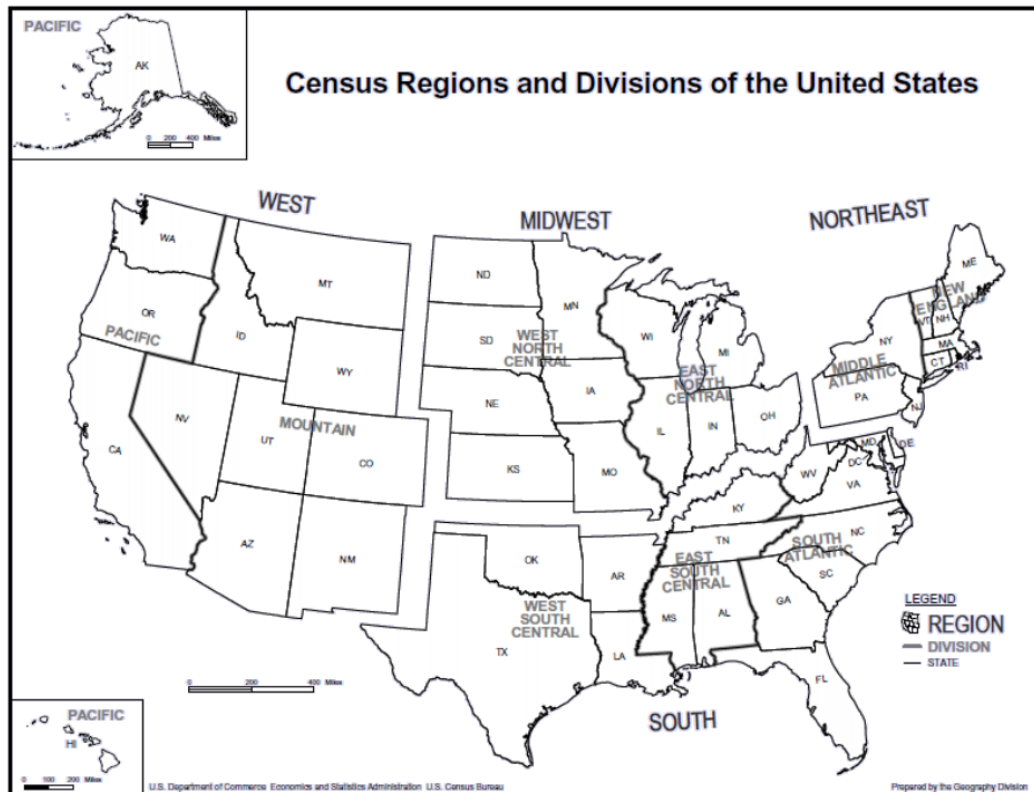 PACIFIC
AK
0 200 400 Miles
Census Regions and Divisions of the United States
WEST
MIDWEST
NORTHEAST
WA
MT
ND
MN
ME
OR
PACIFIC
ID
WY
SD
WEST
NORTH
CENTRAL
WI
MI
NY
VT
NH
NEW
ENGLAND
MA
CT
RI
NV
UT
MOUNTAIN
CO
NE
IA
EAST
NORTH
CENTRAL
IL
IN
OH
MIDDLE
ATLANTIC
PA
NJ
CA
KS
MO
WV
MD
DE
DC
VA
KY
AZ
NM
OK
AR
TN
NC
SOUTH
ATLANTIC
SC
EAST
SOUTH
CENTRAL
WEST
SOUTH
CENTRAL
TX
LA
MS
AL
GA
FL
LEGEND
REGION
DIVISION
STATE
0 200 400 Miles
SOUTH
PACIFIC
HI
0 100 200 Miles
U.S. Department of Commerce Economics and Statistics Administration U.S. Census Bureau
Prepared by the Geography Division